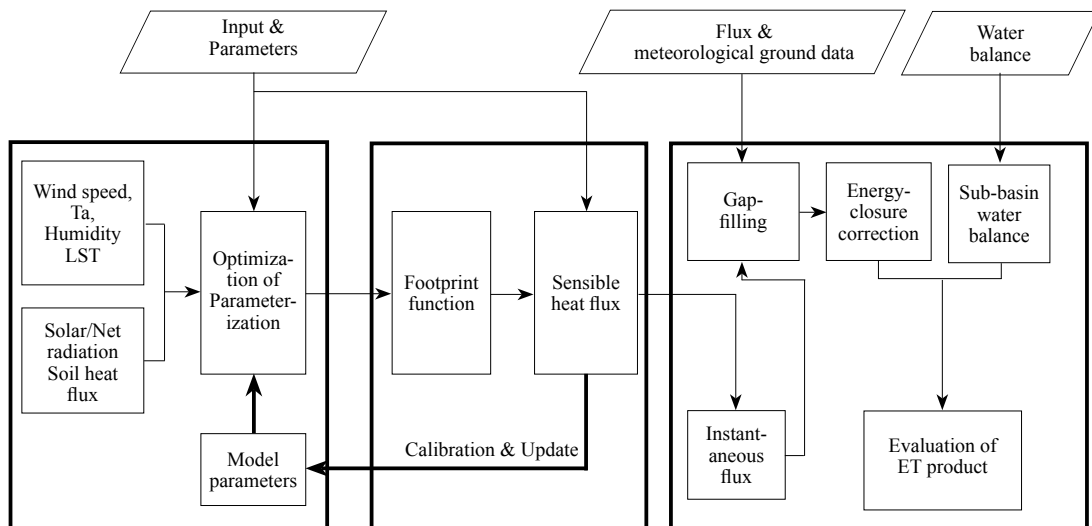 Input &
Parameters
Flux &
meteorological ground data
Water
balance
Wind speed,
Ta,
Humidity
LST
Solar/Net
radiation
Soil heat
flux
Optimiza-
tion of
Parameter-
ization
Model
parameters
Footprint
function
Sensible
heat flux
Calibration & Update
Gap-
filling
Energy-
closure
correction
Sub-basin
water
balance
Instant-
aneous
flux
Evaluation of
ET product